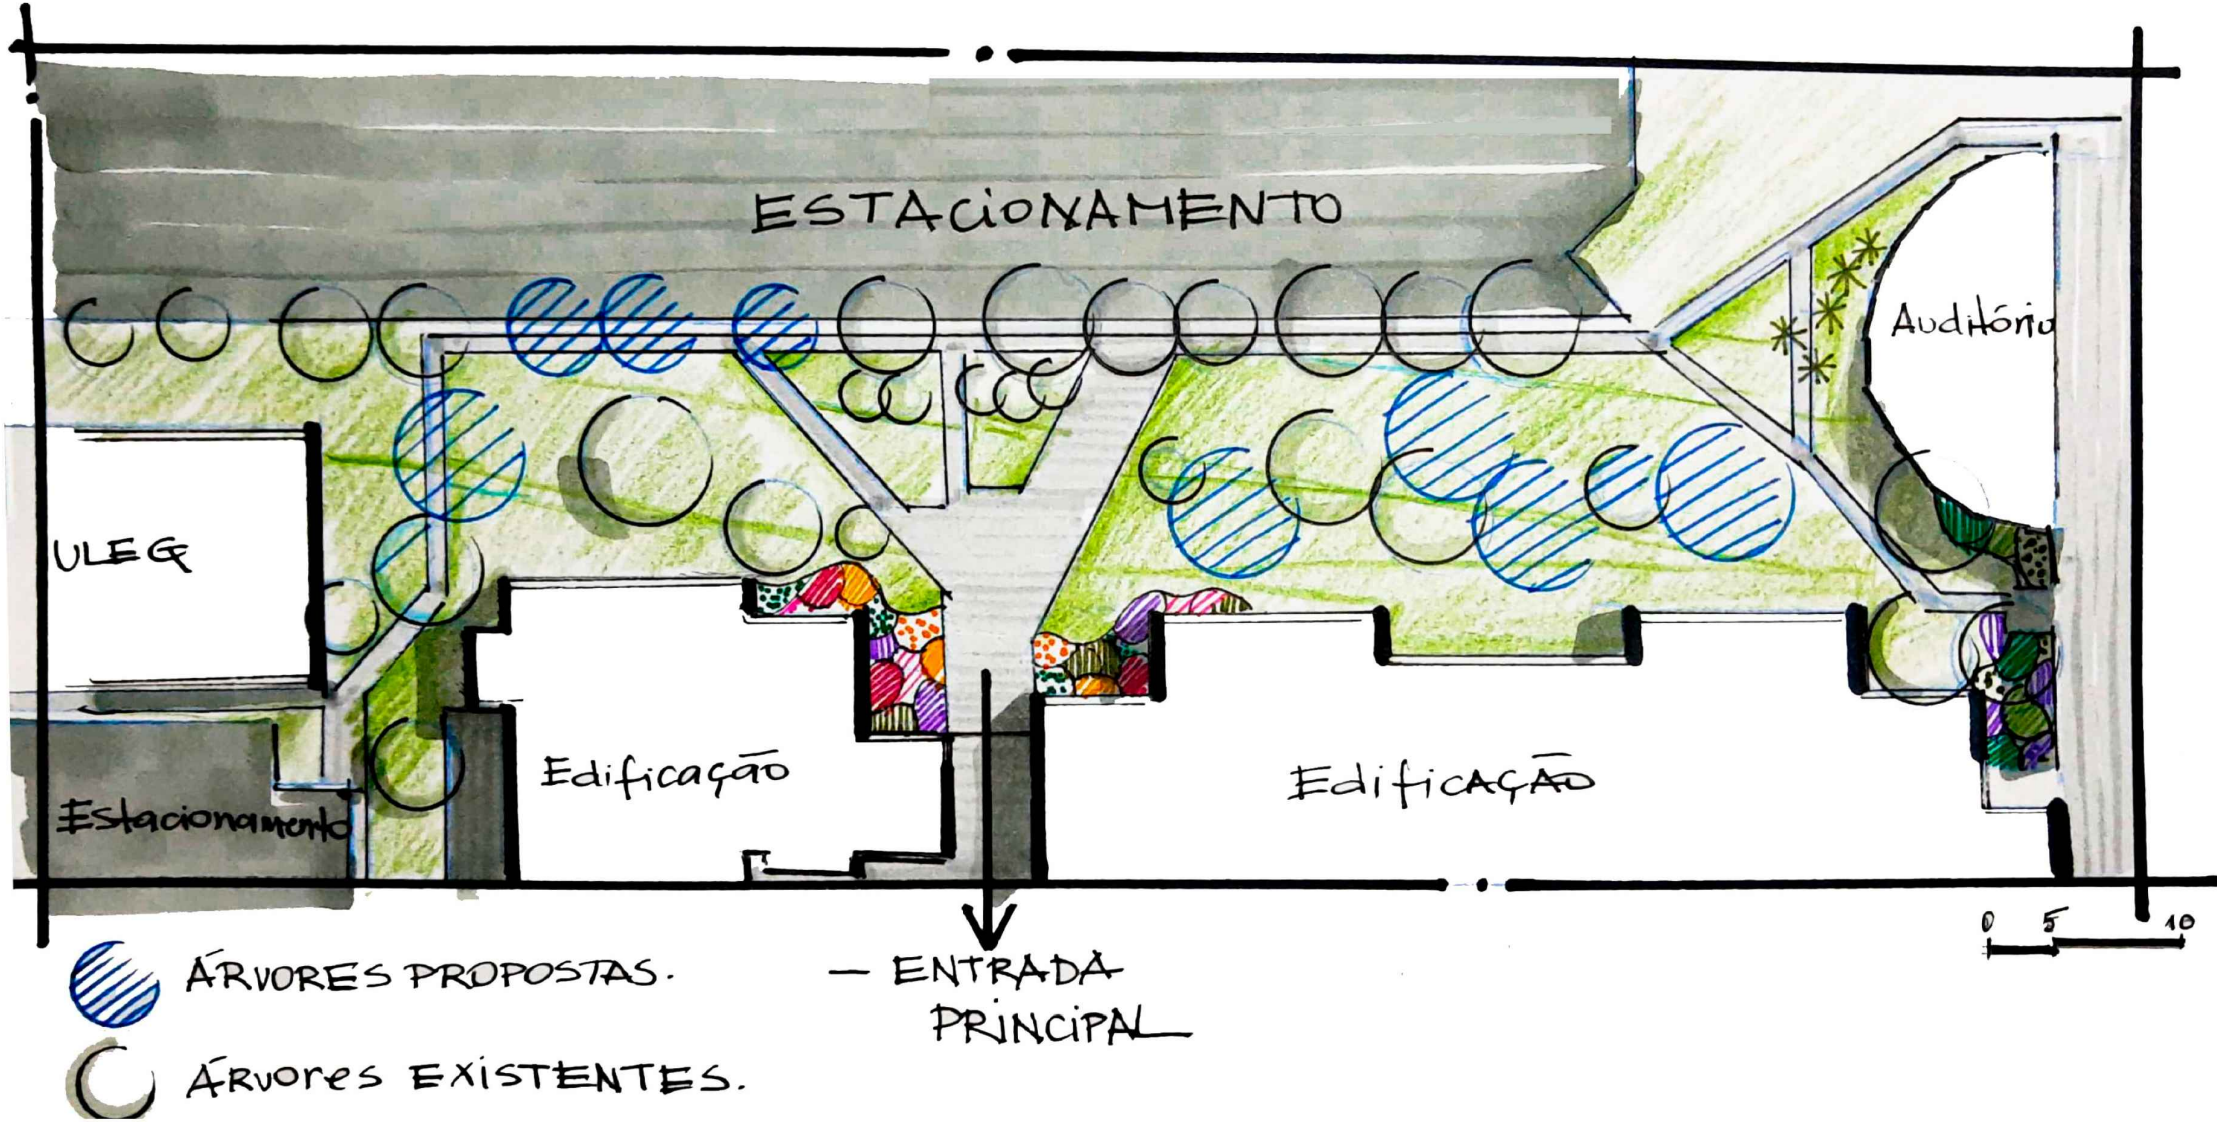 ESTACiONAMENTO
Auditório
ULEG
Edificação
EdificAÇÃO
Estacionamento
0 5 10
ÁRVORES PROPOSTAS.
— ENTRADA
PRiNCiPAL
ÁRVORES EXiSTENTES.